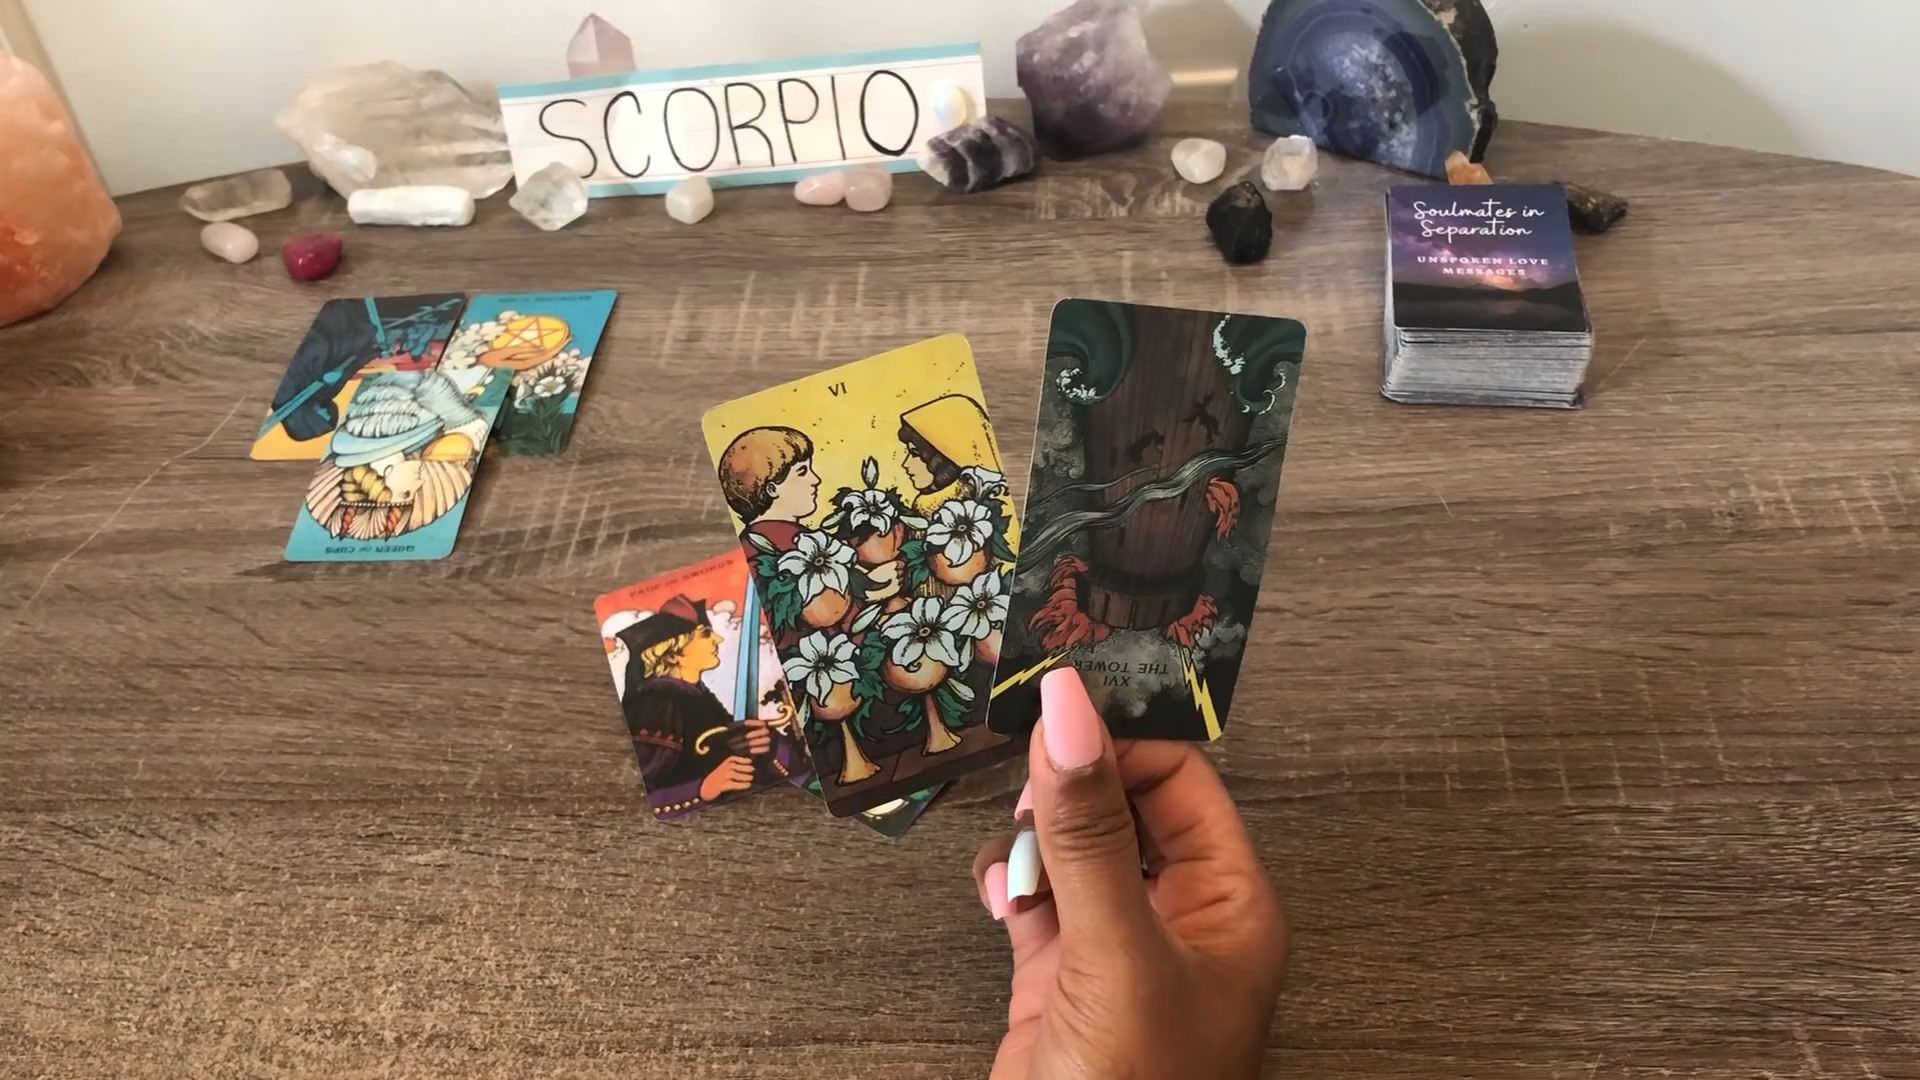 SCORPIO
Soulmates in
Separation
UNSPOKEN LOVE
MESSAGES
VI
QUEEN OF CUPS
PAGE OF SWORDS
XVI
THE TOWER